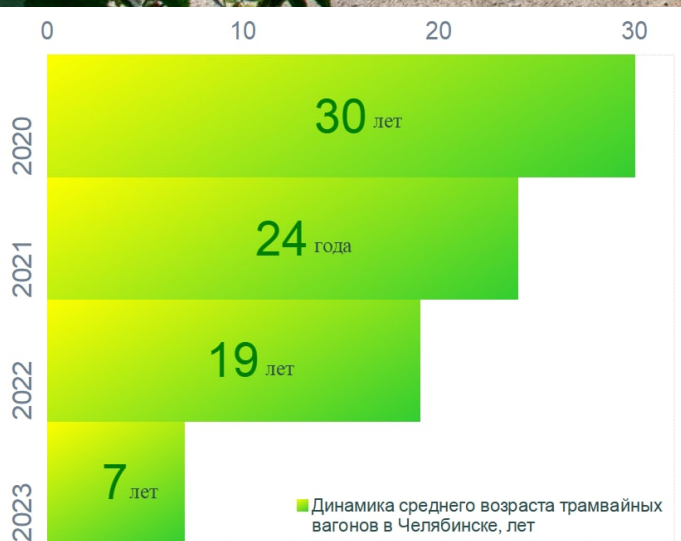 0 10 20 30
2020
30 лет
2021
24 года
2022
19 лет
2023
7 лет
Динамика среднего возраста трамвайных
вагонов в Челябинске, лет